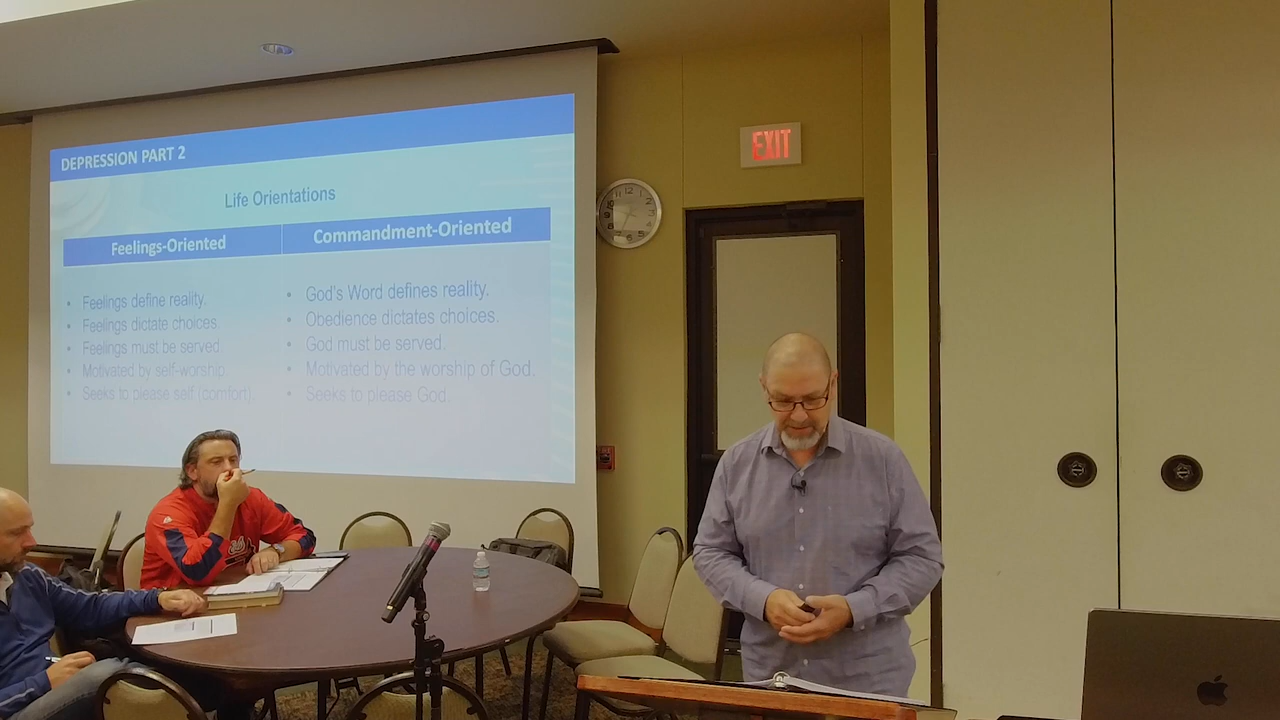 DEPRESSION PART 2
Life Orientations
Feelings-Oriented
Commandment-Oriented
• Feelings define reality.
• Feelings dictate choices.
• Feelings must be served
• Motivated by self-worship.
• Seeks to please self (comfort).
• God's Word defines reality.
• Obedience dictates choices.
• God must be served.
• Motivated by the worship of God.
• Seeks to please God.
EXIT